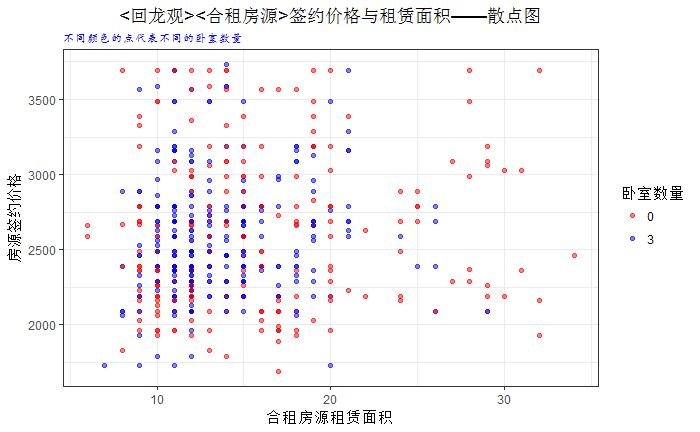 <回龙观><合租房源>签约价格与租赁面积——散点图
不同颜色的点代表不同的卧室数量
房源签约价格
3500
3000
2500
2000
10
20
30
合租房源租赁面积
卧室数量
0
3